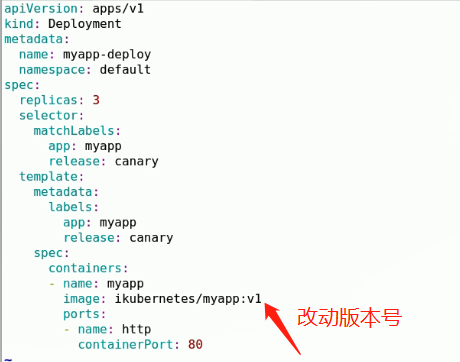 apiVersion: apps/v1
kind: Deployment
metadata:
  name: myapp-deploy
  namespace: default
spec:
  replicas: 3
  selector:
    matchLabels:
      app: myapp
      release: canary
  template:
    metadata:
      labels:
        app: myapp
        release: canary
    spec:
      containers:
      - name: myapp
        image: ikubernetes/myapp:v1
改动版本号
        ports:
        - name: http
          containerPort: 80
~